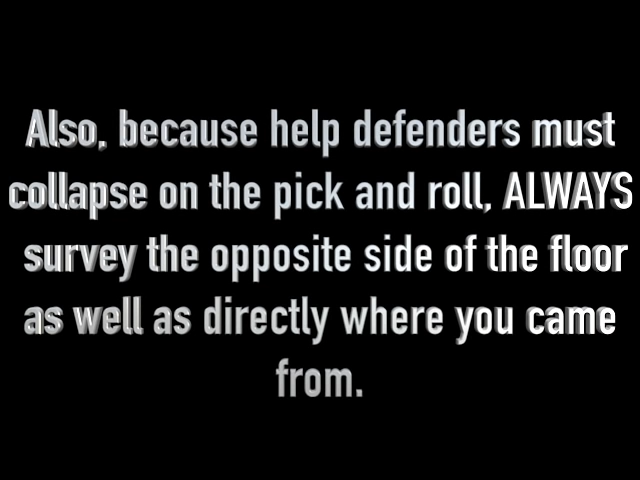 Also, because help defenders must
collapse on the pick and roll, ALWAYS
survey the opposite side of the floor
as well as directly where you came
from.